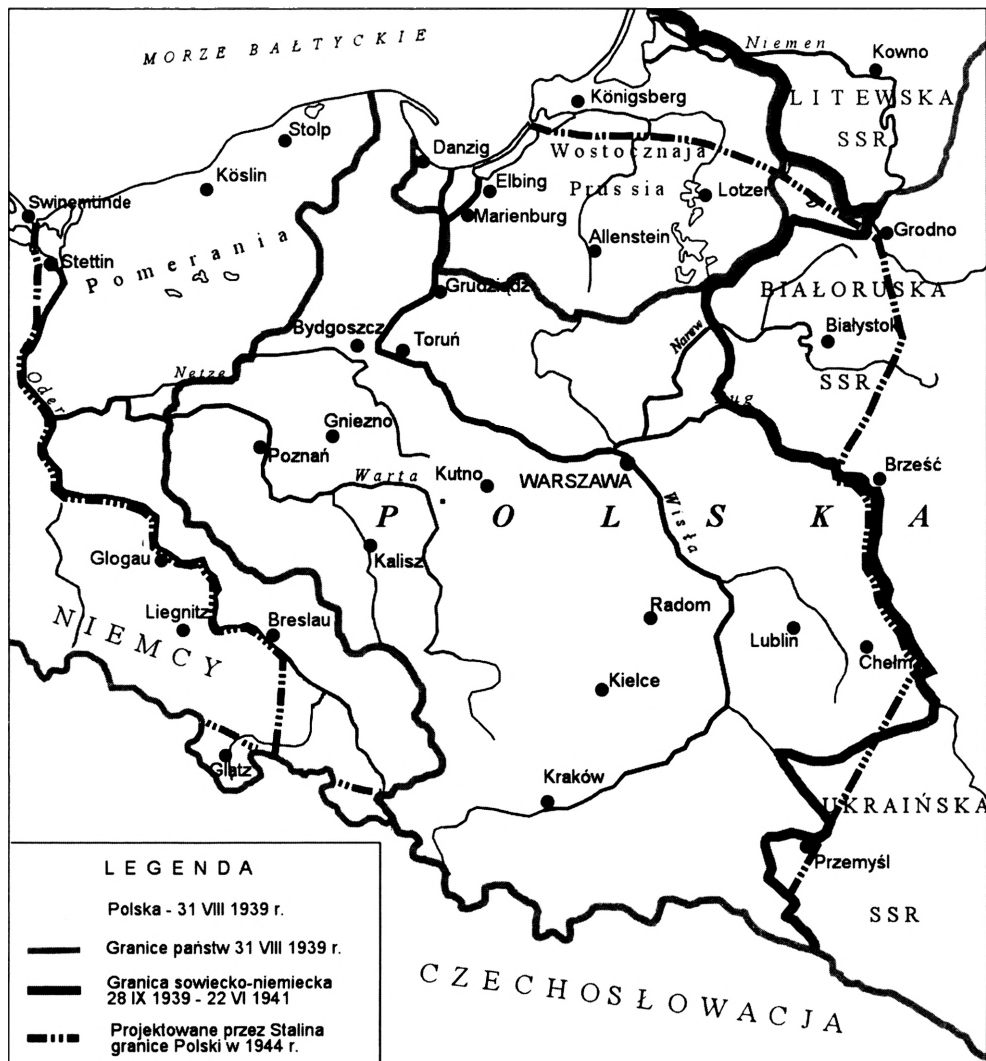 MORZE BAŁTYCKIE
Niemen
Kowno
Königsberg
LITEWSKA
SSR
Stolp
Danzig
Wostocznaja
Prussia
Köslin
Elbing
Lotzen
Swinemünde
Marienburg
Grodno
Allenstein
Stettin
Pomerania
Grudziądz
BIAŁORUSKA
Bydgoszcz
Toruń
Narew
Białystok
SSR
Netze
Oder
Bug
Gniezno
Poznań
Brześć
Warta
Kutno
WARSZAWA
POLSKA
Wisła
Glogau
Kalisz
NIEMCY
Liegnitz
Breslau
Radom
Lublin
Chełm
Kielce
Glatz
Kraków
UKRAIŃSKA
Przemyśl
SSR
CZECHOSŁOWACJA
LEGENDA
Polska - 31 VIII 1939 r.
Granice państw 31 VIII 1939 r.
Granica sowiecko-niemiecka
28 IX 1939 - 22 VI 1941
Projektowane przez Stalina
granice Polski w 1944 r.